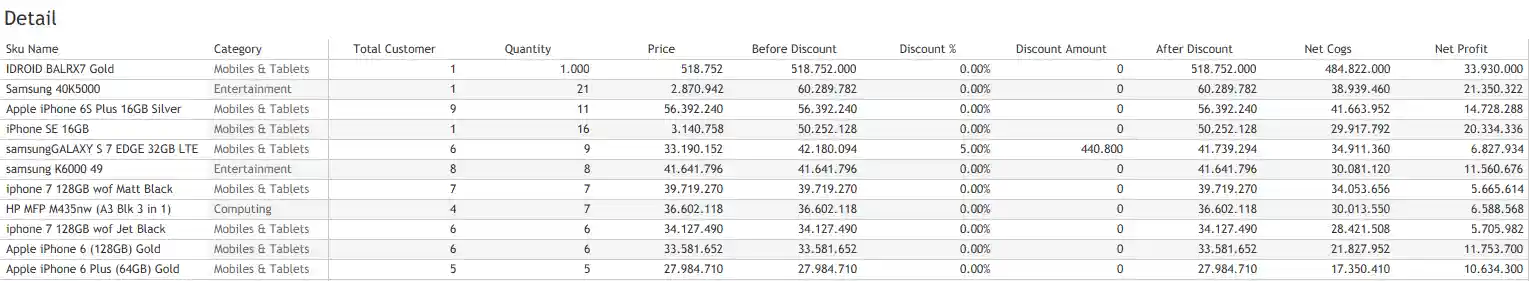 Detail
Sku Name Category Total Customer Quantity Price Before Discount Discount % Discount Amount After Discount Net Cogs Net Profit
IDROID BALRX7 Gold Mobiles & Tablets 1 1.000 518.752 518.752.000 0.00% 0 518.752.000 484.822.000 33.930.000
Samsung 40K5000 Entertainment 1 21 2.870.942 60.289.782 0.00% 0 60.289.782 38.939.460 21.350.322
Apple iPhone 6S Plus 16GB Silver Mobiles & Tablets 9 11 56.392.240 56.392.240 0.00% 0 56.392.240 41.663.952 14.728.288
iPhone SE 16GB Mobiles & Tablets 1 16 3.140.758 50.252.128 0.00% 0 50.252.128 29.917.792 20.334.336
samsungGALAXY S 7 EDGE 32GB LTE Mobiles & Tablets 6 9 33.190.152 42.180.094 5.00% 440.800 41.739.294 34.911.360 6.827.934
samsung K6000 49 Entertainment 8 8 41.641.796 41.641.796 0.00% 0 41.641.796 30.081.120 11.560.676
iphone 7 128GB wof Matt Black Mobiles & Tablets 7 7 39.719.270 39.719.270 0.00% 0 39.719.270 34.053.656 5.665.614
HP MFP M435nw (A3 Blk 3 in 1) Computing 4 7 36.602.118 36.602.118 0.00% 0 36.602.118 30.013.550 6.588.568
iphone 7 128GB wof Jet Black Mobiles & Tablets 6 6 34.127.490 34.127.490 0.00% 0 34.127.490 28.421.508 5.705.982
Apple iPhone 6 (128GB) Gold Mobiles & Tablets 6 6 33.581.652 33.581.652 0.00% 0 33.581.652 21.827.952 11.753.700
Apple iPhone 6 Plus (64GB) Gold Mobiles & Tablets 5 5 27.984.710 27.984.710 0.00% 0 27.984.710 17.350.410 10.634.300